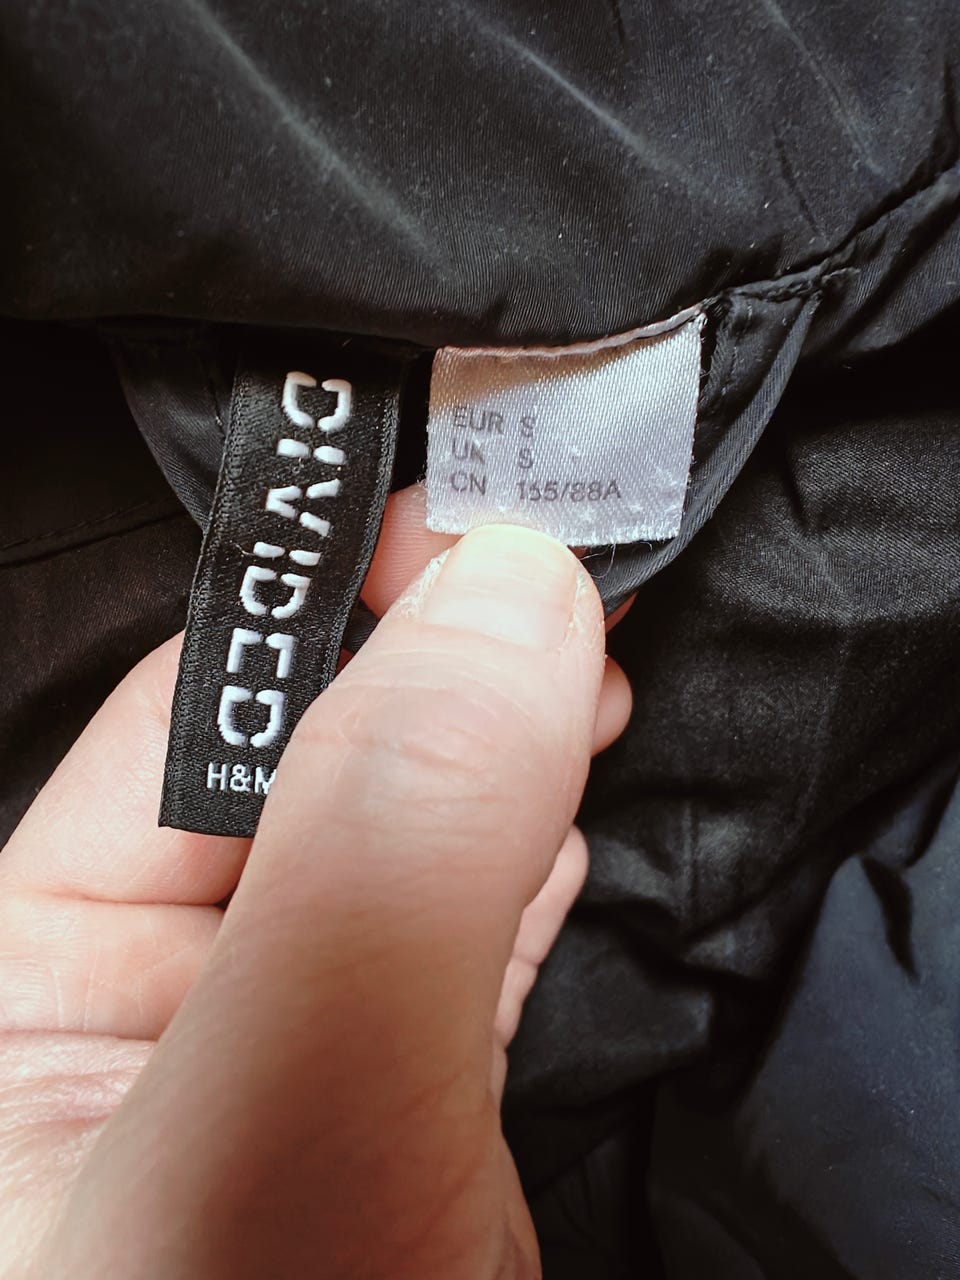 DIVIDED
H&M
EUR S
UK S
CN 165/88A